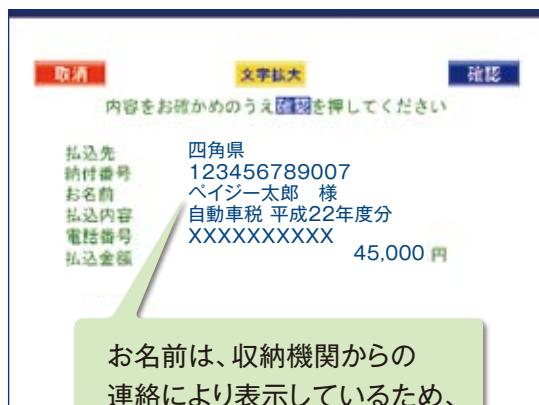 取消 文字拡大 確認
内容をお確かめのうえ確認を押してください
払込先 四角県
納付番号 123456789007
お名前 ペイジー太郎 様
払込内容 自動車税 平成22年度分
電話番号 XXXXXXXXXX
払込金額 45,000 円
お名前は、収納機関からの
連絡により表示しているため、